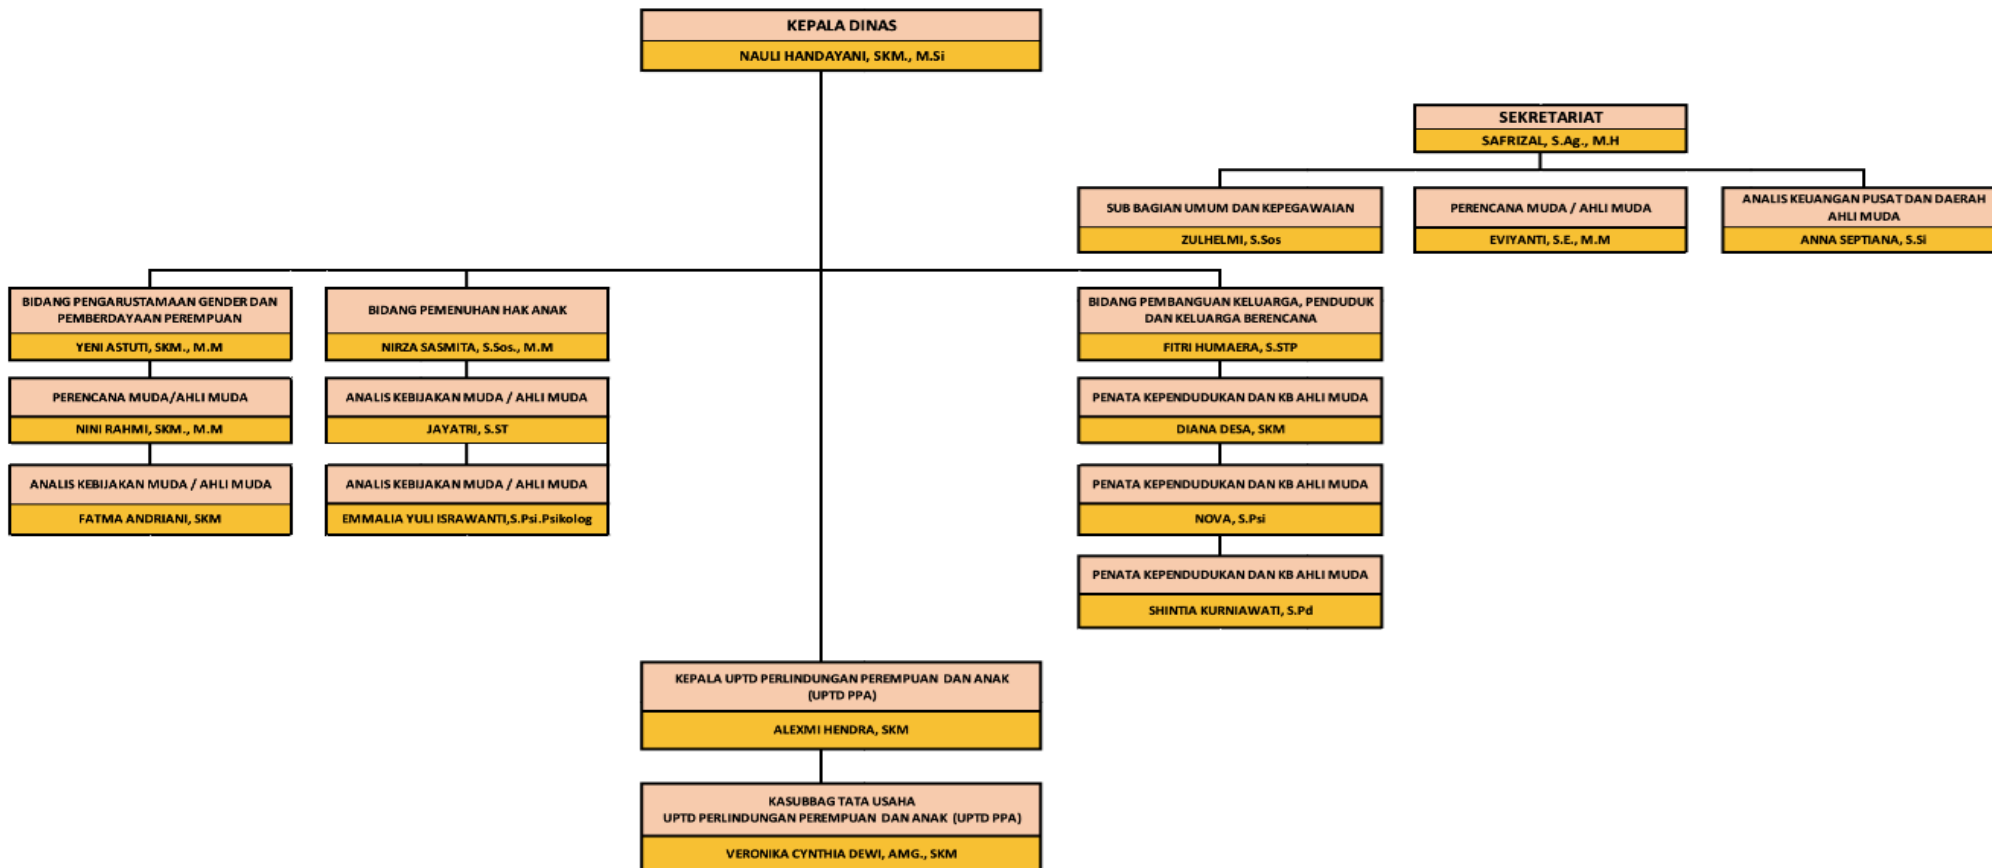 KEPALA DINAS
NAULI HANDAYANI, SKM., M.Si
SEKRETARIAT
SAFRIZAL, S.Ag., M.H
SUB BAGIAN UMUM DAN KEPEGAWAIAN
ZULHELMI, S.Sos
PERENCANA MUDA / AHLI MUDA
EVIYANTI, S.E., M.M
ANALIS KEUANGAN PUSAT DAN DAERAH
AHLI MUDA
ANNA SEPTIANA, S.Si
BIDANG PENGARUSTAMAAN GENDER DAN
PEMBERDAYAAN PEREMPUAN
YENI ASTUTI, SKM., M.M
PERENCANA MUDA/AHLI MUDA
NINI RAHMI, SKM., M.M
ANALIS KEBIJAKAN MUDA / AHLI MUDA
FATMA ANDRIANI, SKM
BIDANG PEMENUHAN HAK ANAK
NIRZA SASMITA, S.Sos., M.M
ANALIS KEBIJAKAN MUDA / AHLI MUDA
JAYATRI, S.ST
ANALIS KEBIJAKAN MUDA / AHLI MUDA
EMMALIA YULI ISRAWANTI,S.Psi.Psikolog
BIDANG PEMBANGUAN KELUARGA, PENDUDUK
DAN KELUARGA BERENCANA
FITRI HUMAERA, S.STP
PENATA KEPENDUDUKAN DAN KB AHLI MUDA
DIANA DESA, SKM
PENATA KEPENDUDUKAN DAN KB AHLI MUDA
NOVA, S.Psi
PENATA KEPENDUDUKAN DAN KB AHLI MUDA
SHINTIA KURNIAWATI, S.Pd
KEPALA UPTD PERLINDUNGAN PEREMPUAN DAN ANAK
(UPTD PPA)
ALEXMI HENDRA, SKM
KASUBBAG TATA USAHA
UPTD PERLINDUNGAN PEREMPUAN DAN ANAK (UPTD PPA)
VERONIKA CYNTHIA DEWI, AMG., SKM